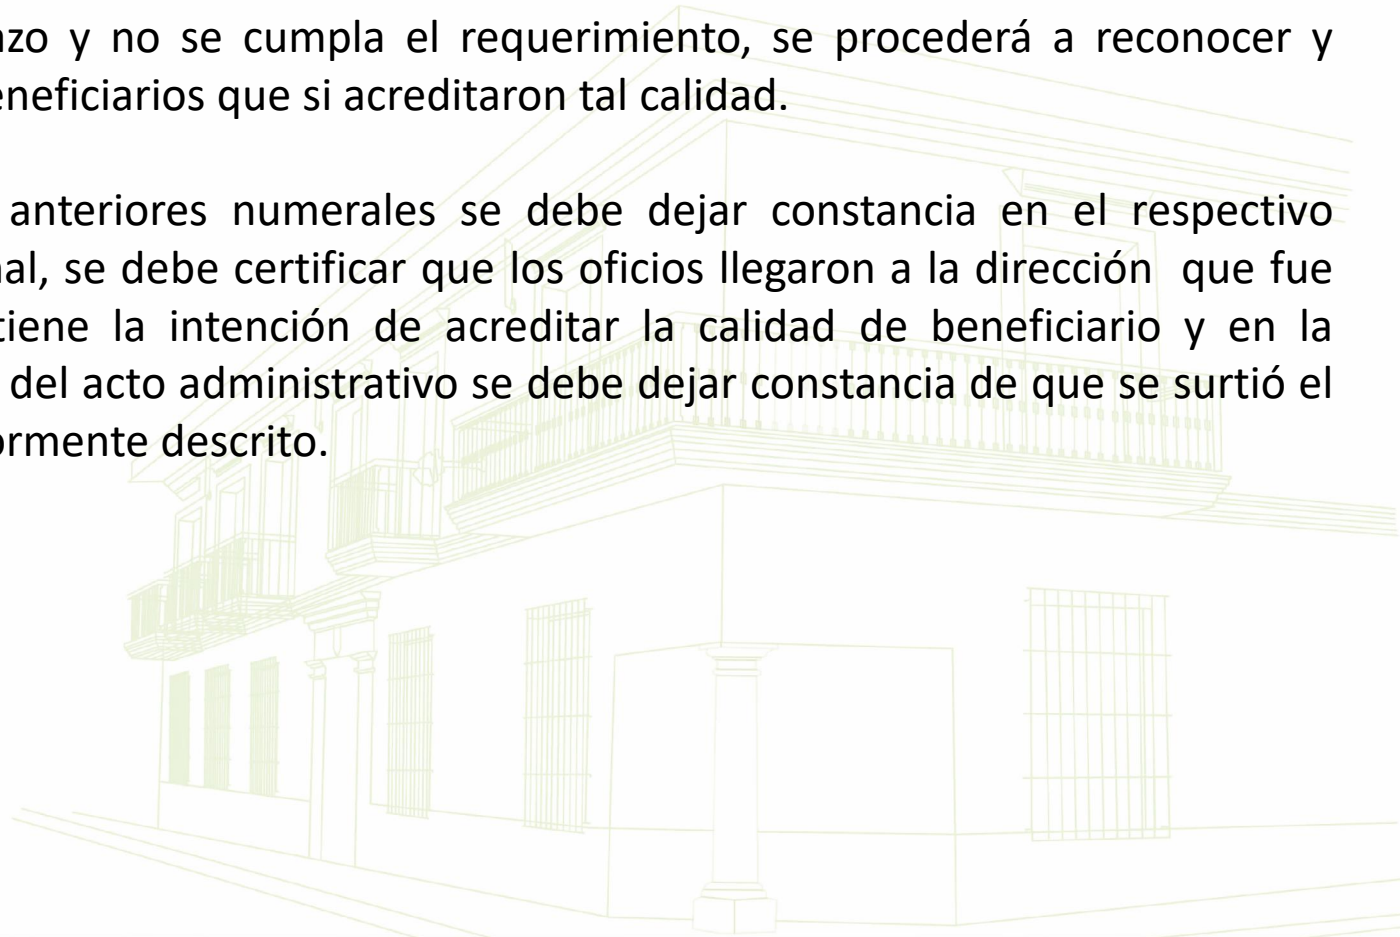 azo y no se cumpla el requerimiento, se procederá a reconocer y
eneficiarios que si acreditaron tal calidad.
anteriores numerales se debe dejar constancia en el respectivo
nal, se debe certificar que los oficios llegaron a la dirección que fue
tiene la intención de acreditar la calidad de beneficiario y en la
del acto administrativo se debe dejar constancia de que se surtió el
ormente descrito.